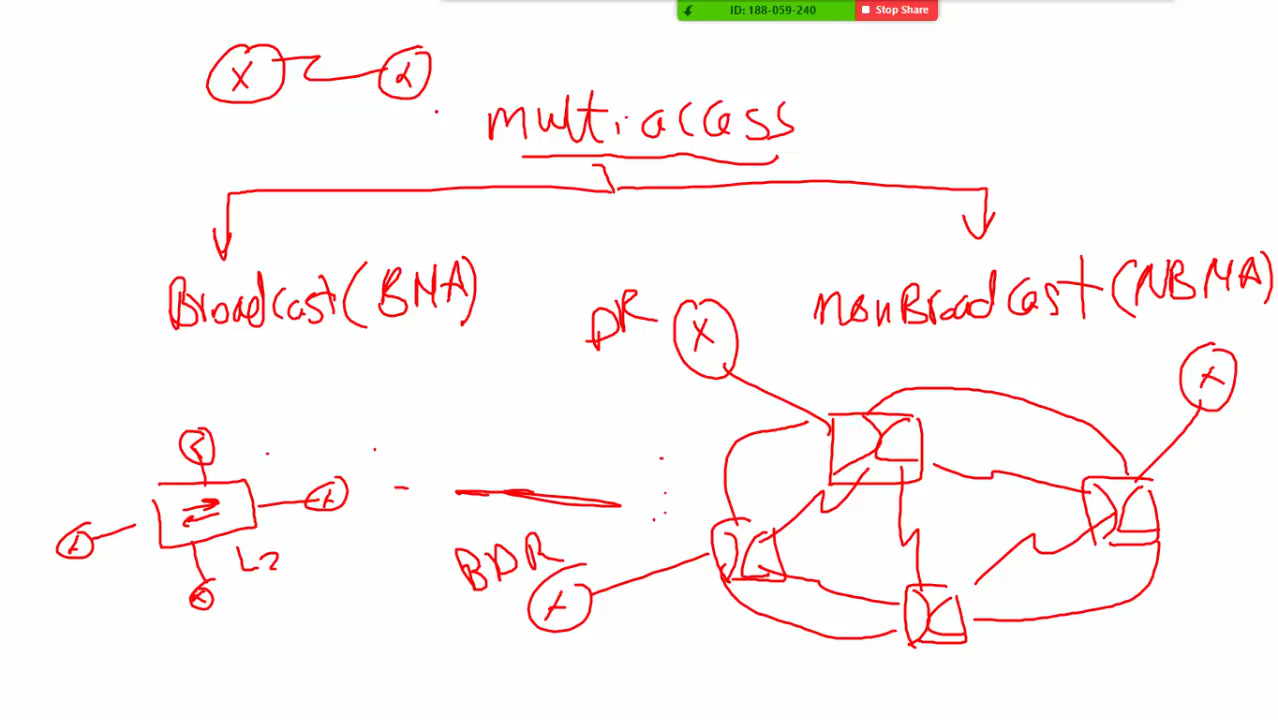 ID: 188-059-240 Stop Share
X
multiaccess
Broadcast (BMA)
nonBroadcast (NBMA)
DR
X
X
L2
BDR
X